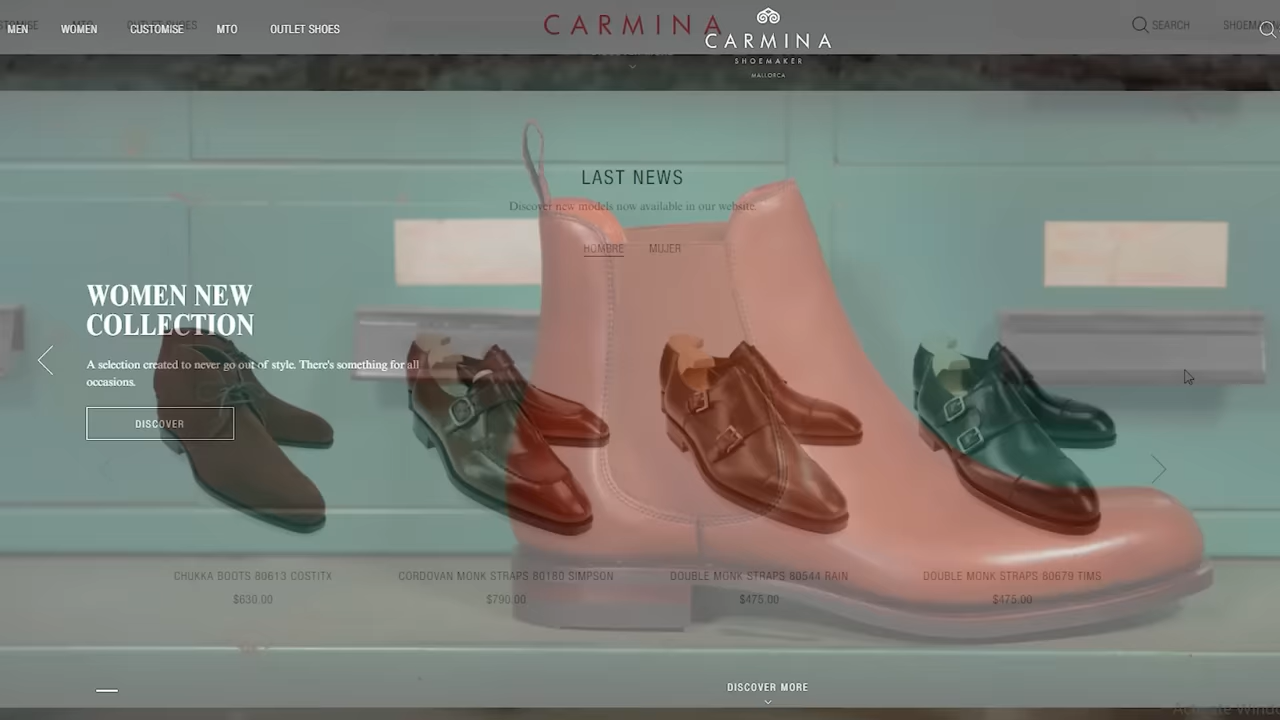 MEN WOMEN CUSTOMISE MTO OUTLET SHOES
OUTLET SHOES
CARMINA
CARMINA
SHOEMAKER
MALLORCA
SEARCH
LAST NEWS
Discover new models now available in our website.
HOMBRE MUJER
WOMEN NEW
COLLECTION
A selection created to never go out of style. There's something for all
occasions.
DISCOVER
CHUKKA BOOTS 80613 COSTITX
$630.00
CORDOVAN MONK STRAPS 80180 SIMPSON
$790.00
DOUBLE MONK STRAPS 80544 RAIN
$475.00
DOUBLE MONK STRAPS 80679 TIMS
$475.00
DISCOVER MORE